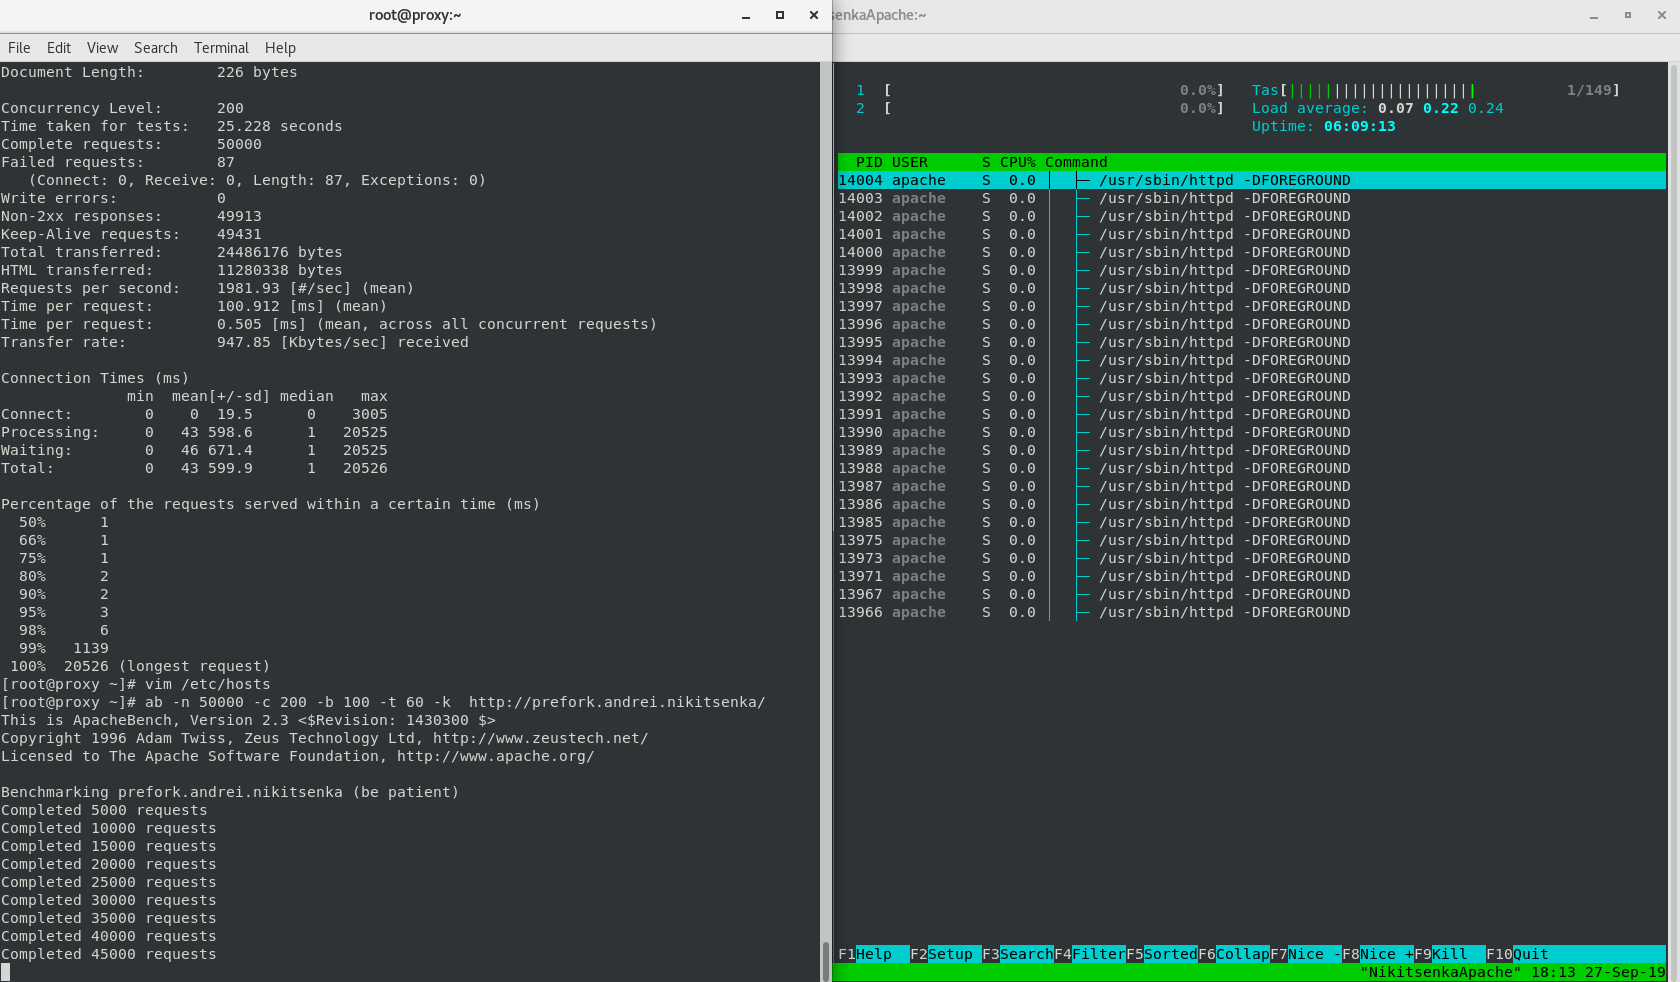 root@proxy:~
File Edit View Search Terminal Help
Document Length:        226 bytes
Concurrency Level:      200
Time taken for tests:   25.228 seconds
Complete requests:      50000
Failed requests:        87
   (Connect: 0, Receive: 0, Length: 87, Exceptions: 0)
Write errors:           0
Non-2xx responses:      49913
Keep-Alive requests:    49431
Total transferred:      24486176 bytes
HTML transferred:       11280338 bytes
Requests per second:    1981.93 [#/sec] (mean)
Time per request:       100.912 [ms] (mean)
Time per request:       0.505 [ms] (mean, across all concurrent requests)
Transfer rate:          947.85 [Kbytes/sec] received
Connection Times (ms)
              min  mean[+/-sd] median   max
Connect:        0    0  19.5      0    3005
Processing:     0   43 598.6      1   20525
Waiting:        0   46 671.4      1   20525
Total:          0   43 599.9      1   20526
Percentage of the requests served within a certain time (ms)
  50%      1
  66%      1
  75%      1
  80%      2
  90%      2
  95%      3
  98%      6
  99%   1139
 100%  20526 (longest request)
[root@proxy ~]# vim /etc/hosts
[root@proxy ~]# ab -n 50000 -c 200 -b 100 -t 60 -k  http://prefork.andrei.nikitsenka/
This is ApacheBench, Version 2.3 <$Revision: 1430300 $>
Copyright 1996 Adam Twiss, Zeus Technology Ltd, http://www.zeustech.net/
Licensed to The Apache Software Foundation, http://www.apache.org/
Benchmarking prefork.andrei.nikitsenka (be patient)
Completed 5000 requests
Completed 10000 requests
Completed 15000 requests
Completed 20000 requests
Completed 25000 requests
Completed 30000 requests
Completed 35000 requests
Completed 40000 requests
Completed 45000 requests
senkaApache:~
1  [                                0.0%]   Tas[|||||||||||||||||||||          1/149]
2  [                                0.0%]   Load average: 0.07 0.22 0.24
Uptime: 06:09:13
  PID USER      S CPU% Command
14004 apache    S  0.0 │  ├─ /usr/sbin/httpd -DFOREGROUND
14003 apache    S  0.0 │  ├─ /usr/sbin/httpd -DFOREGROUND
14002 apache    S  0.0 │  ├─ /usr/sbin/httpd -DFOREGROUND
14001 apache    S  0.0 │  ├─ /usr/sbin/httpd -DFOREGROUND
14000 apache    S  0.0 │  ├─ /usr/sbin/httpd -DFOREGROUND
13999 apache    S  0.0 │  ├─ /usr/sbin/httpd -DFOREGROUND
13998 apache    S  0.0 │  ├─ /usr/sbin/httpd -DFOREGROUND
13997 apache    S  0.0 │  ├─ /usr/sbin/httpd -DFOREGROUND
13996 apache    S  0.0 │  ├─ /usr/sbin/httpd -DFOREGROUND
13995 apache    S  0.0 │  ├─ /usr/sbin/httpd -DFOREGROUND
13994 apache    S  0.0 │  ├─ /usr/sbin/httpd -DFOREGROUND
13993 apache    S  0.0 │  ├─ /usr/sbin/httpd -DFOREGROUND
13992 apache    S  0.0 │  ├─ /usr/sbin/httpd -DFOREGROUND
13991 apache    S  0.0 │  ├─ /usr/sbin/httpd -DFOREGROUND
13990 apache    S  0.0 │  ├─ /usr/sbin/httpd -DFOREGROUND
13989 apache    S  0.0 │  ├─ /usr/sbin/httpd -DFOREGROUND
13988 apache    S  0.0 │  ├─ /usr/sbin/httpd -DFOREGROUND
13987 apache    S  0.0 │  ├─ /usr/sbin/httpd -DFOREGROUND
13986 apache    S  0.0 │  ├─ /usr/sbin/httpd -DFOREGROUND
13985 apache    S  0.0 │  ├─ /usr/sbin/httpd -DFOREGROUND
13975 apache    S  0.0 │  ├─ /usr/sbin/httpd -DFOREGROUND
13973 apache    S  0.0 │  ├─ /usr/sbin/httpd -DFOREGROUND
13971 apache    S  0.0 │  ├─ /usr/sbin/httpd -DFOREGROUND
13967 apache    S  0.0 │  ├─ /usr/sbin/httpd -DFOREGROUND
13966 apache    S  0.0 │  ├─ /usr/sbin/httpd -DFOREGROUND
F1Help  F2Setup F3SearchF4FilterF5SortedF6CollapF7Nice -F8Nice +F9Kill  F10Quit
"NikitsenkaApache" 18:13 27-Sep-19